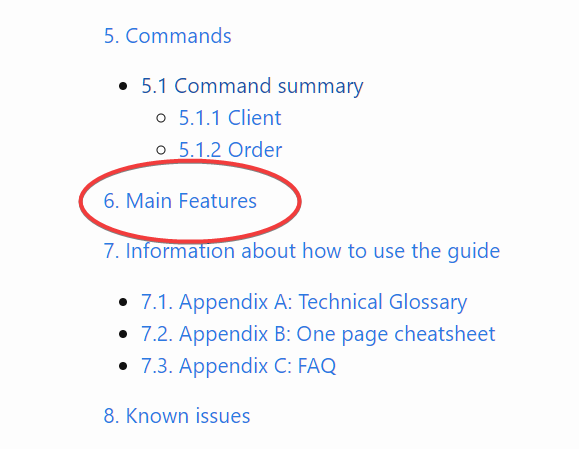 5. Commands
5.1 Command summary
5.1.1 Client
5.1.2 Order
6. Main Features
7. Information about how to use the guide
7.1. Appendix A: Technical Glossary
7.2. Appendix B: One page cheatsheet
7.3. Appendix C: FAQ
8. Known issues